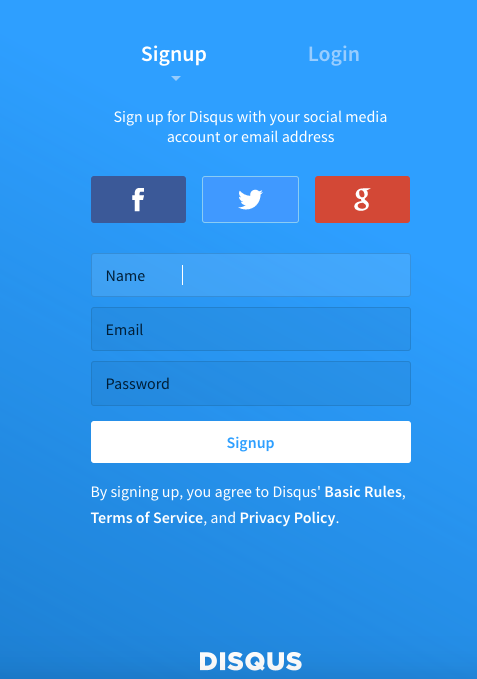 Signup
Login
Sign up for Disqus with your social media
account or email address
f
g
Name
Email
Password
Signup
By signing up, you agree to Disqus' Basic Rules,
Terms of Service, and Privacy Policy.
DISQUS